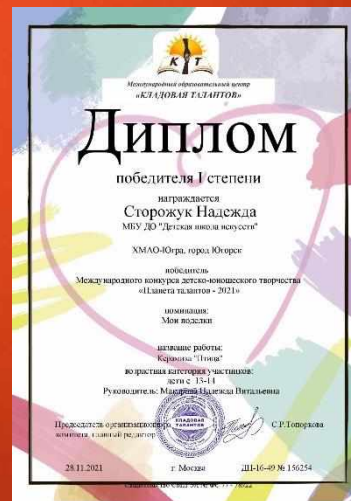 КТ
Международный образовательный центр
«КЛАДОВАЯ ТАЛАНТОВ»
Диплом
победителя I степени
награждается
Сторожук Надежда
МБУ ДО "Детская школа искусств"
ХМАО-Югра, город Югорск
победитель
Международного конкурса детско-юношеского творчества
«Планета талантов - 2021»
номинация:
Мои поделки
название работы:
Керамика "Птица"
возрастная категория участников:
дети с 13-14
Руководитель: Макарова Надежда Витальевна
Председатель организационного
комитета, главный редактор
КЛАДОВАЯ
ТАЛАНТОВ
С.Р.Топоркова
28.11.2021 г. Москва ДП-16-49 № 156254